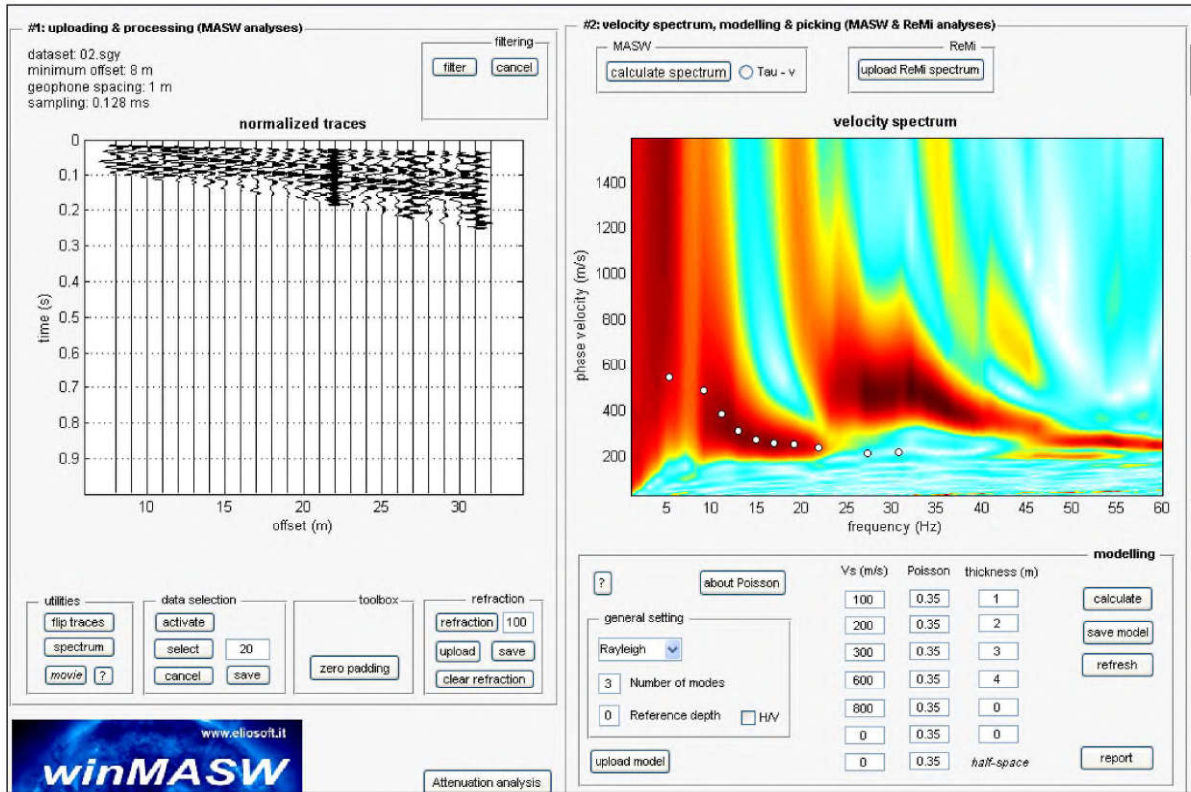 #1: uploading & processing (MASW analyses)
dataset: 02.sgy
minimum offset: 8 m
geophone spacing: 1 m
sampling: 0.128 ms
filtering
filter cancel
normalized traces
0
0.1
0.2
0.3
0.4
0.5
0.6
0.7
0.8
0.9
time (s)
10 15 20 25 30
offset (m)
utilities
flip traces
spectrum
movie ?
data selection
activate
select 20
cancel save
toolbox
zero padding
refraction
refraction 100
upload save
clear refraction
www.eliosoft.it
winMASW
Attenuation analysis
#2: velocity spectrum, modelling & picking (MASW & ReMi analyses)
MASW
calculate spectrum Tau - v
ReMi
upload ReMi spectrum
velocity spectrum
1400
1200
1000
800
600
400
200
phase velocity (m/s)
5 10 15 20 25 30 35 40 45 50 55 60
frequency (Hz)
modelling
? about Poisson
general setting
Rayleigh
3 Number of modes
0 Reference depth H/V
upload model
Vs (m/s) Poisson thickness (m)
100 0.35 1
200 0.35 2
300 0.35 3
600 0.35 4
800 0.35 0
0 0.35 0
0 0.35 half-space
calculate
save model
refresh
report